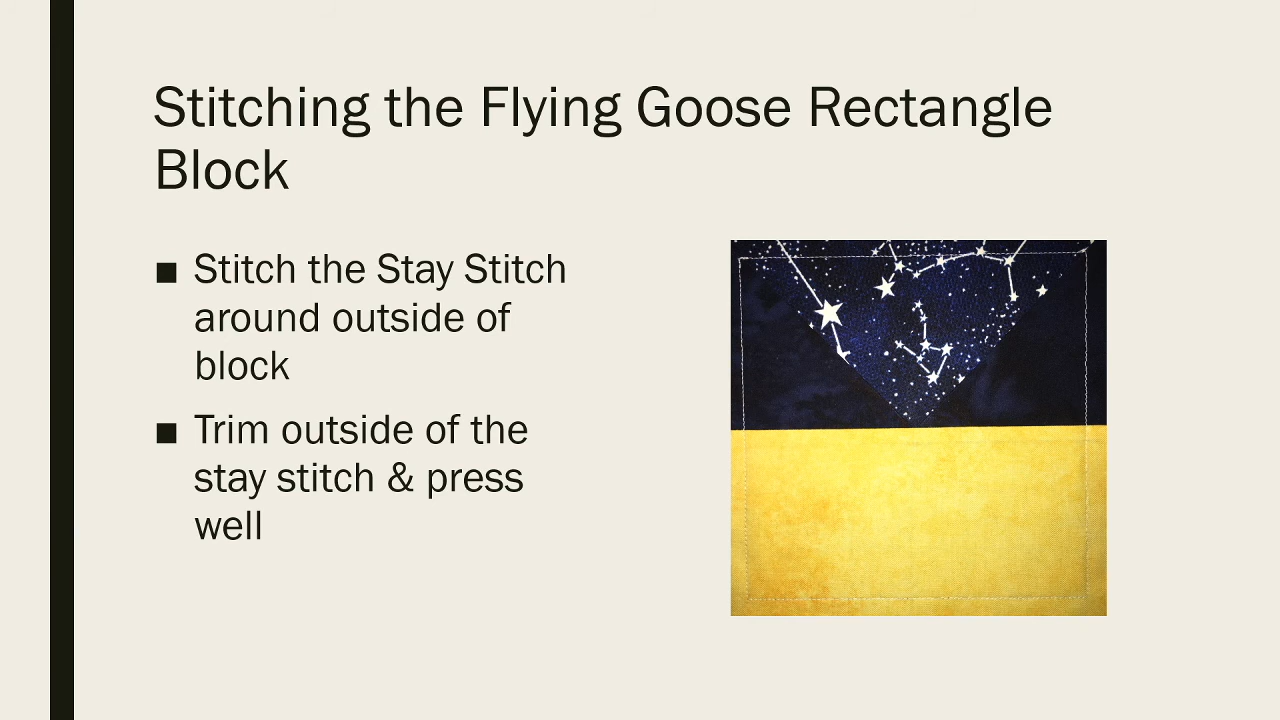 Stitching the Flying Goose Rectangle
Block
■ Stitch the Stay Stitch
around outside of
block
■ Trim outside of the
stay stitch & press
well